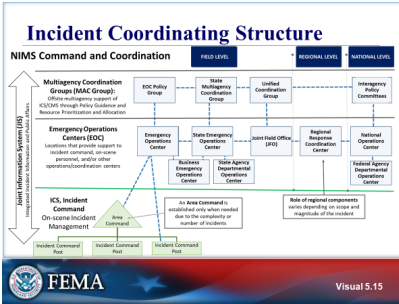 Incident Coordinating Structure
NIMS Command and Coordination
FIELD LEVEL
REGIONAL LEVEL
NATIONAL LEVEL
Multiagency Coordination
Groups (MAC Group):
Offsite multiagency support of
ICS/CMS through Policy Guidance and
Resource Prioritization and Allocation
EOC Policy
Group
State
Multiagency
Coordination
Group
Unified
Coordination
Group
Interagency
Policy
Committees
Joint Information System (JIS)
Integrates Incident Information and Public Affairs
Emergency Operations
Centers (EOC)
Locations that provide support to
incident command, on-scene
personnel, and/or other
operations/coordination centers
Emergency
Operations
Center
State Emergency
Operations
Center
Joint Field Office
(JFO)
Regional
Response
Coordination
Center
National
Operations
Center
Business
Emergency
Operations
Center
State Agency
Departmental
Operations
Center
Federal Agency
Departmental
Operations
Center
ICS, Incident
Command
On-scene Incident
Management
Area
Command
An Area Command is
established only when needed
due to the complexity or
number of incidents
Role of regional components
varies depending on scope and
magnitude of the incident
Incident Command
Post
Incident Command
Post
Incident Command
Post
FEMA
Visual 5.15